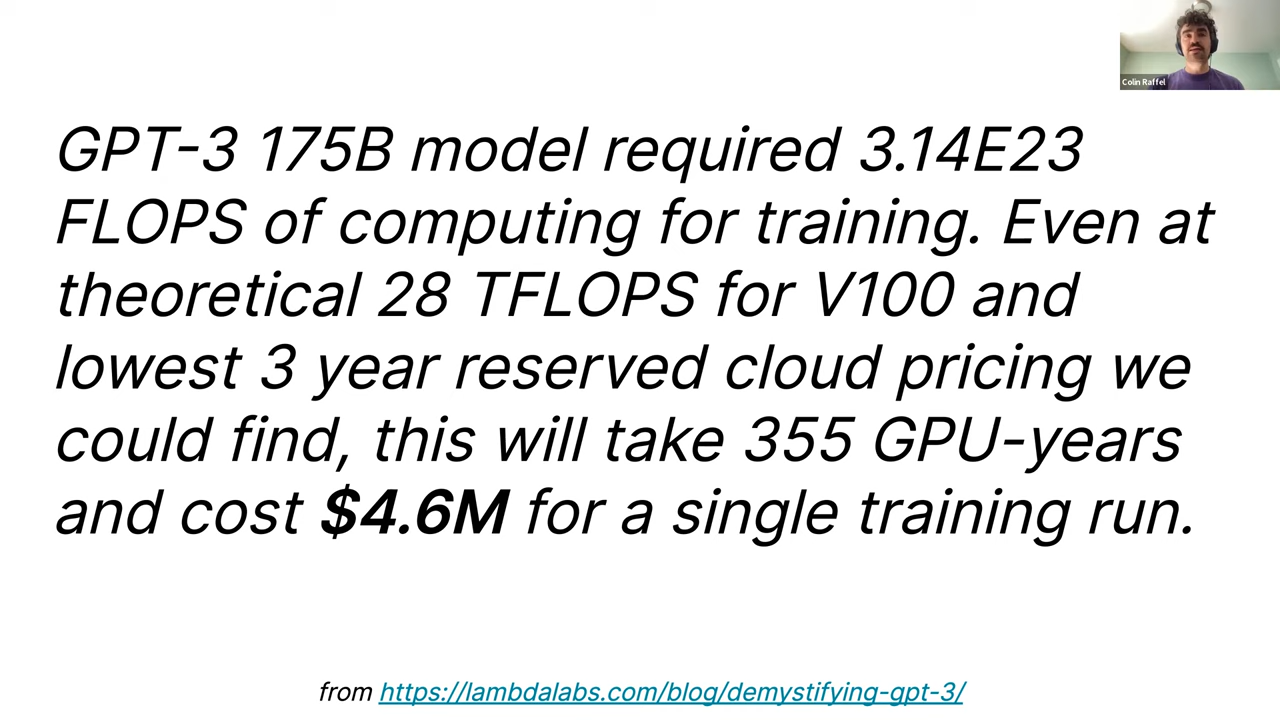 Colin Raffel
GPT-3 175B model required 3.14E23
FLOPS of computing for training. Even at
theoretical 28 TFLOPS for V100 and
lowest 3 year reserved cloud pricing we
could find, this will take 355 GPU-years
and cost $4.6M for a single training run.
from https://lambdalabs.com/blog/demystifying-gpt-3/